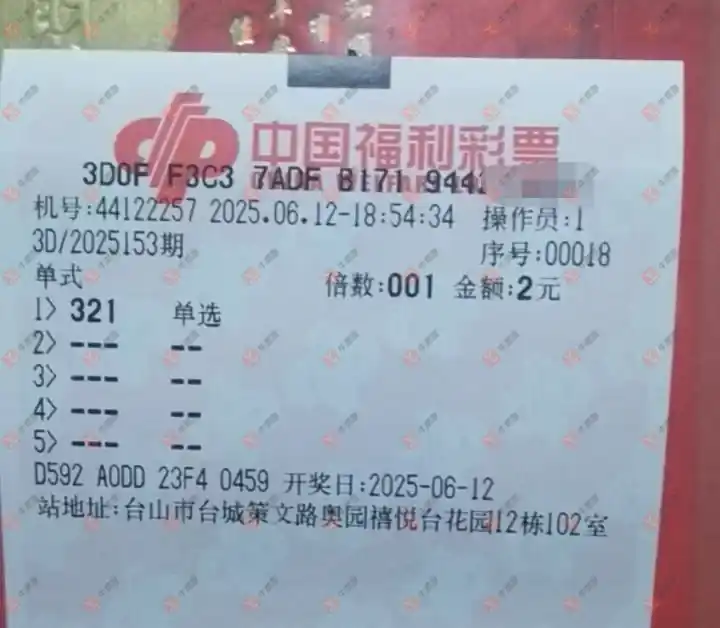 中国福利彩票
3D0F F3C3 7ADF B171 944
机号:44122257 2025.06.12-18:54:34 操作员:1
3D/2025153期 序号:00018
单式 倍数:001 金额:2元
1> 321 单选
2> --- --
3> --- --
4> --- --
5> --- --
D592 A0DD 23F4 0459 开奖日:2025-06-12
站地址:台山市台城策文路奥园禧悦台花园12栋102室